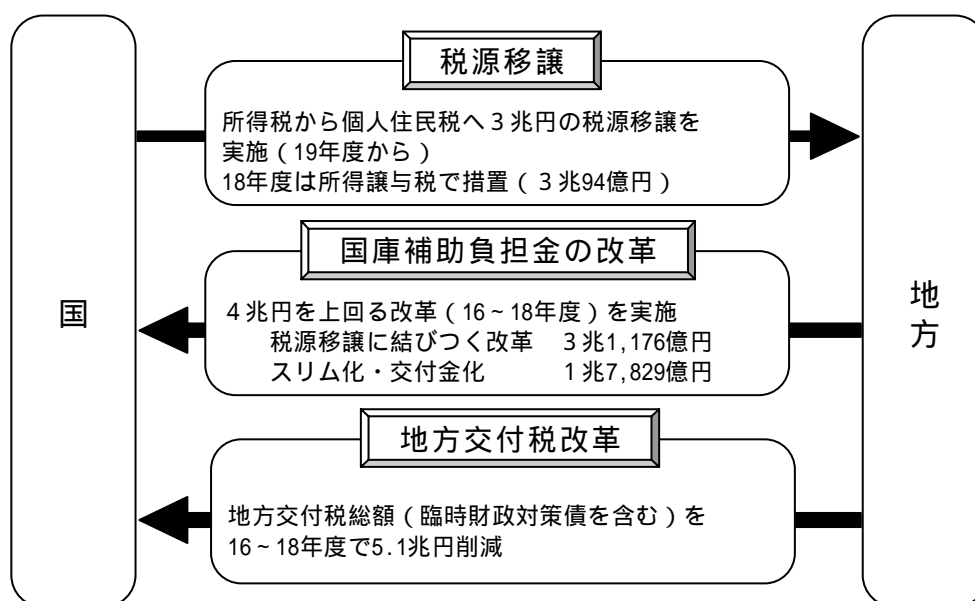 国
税源移譲
所得税から個人住民税へ3兆円の税源移譲を
実施(19年度から)
18年度は所得譲与税で措置(3兆94億円)
国庫補助負担金の改革
4兆円を上回る改革(16~18年度)を実施
税源移譲に結びつく改革 3兆1,176億円
スリム化・交付金化 1兆7,829億円
地方交付税改革
地方交付税総額(臨時財政対策債を含む)を
16~18年度で5.1兆円削減
地
方